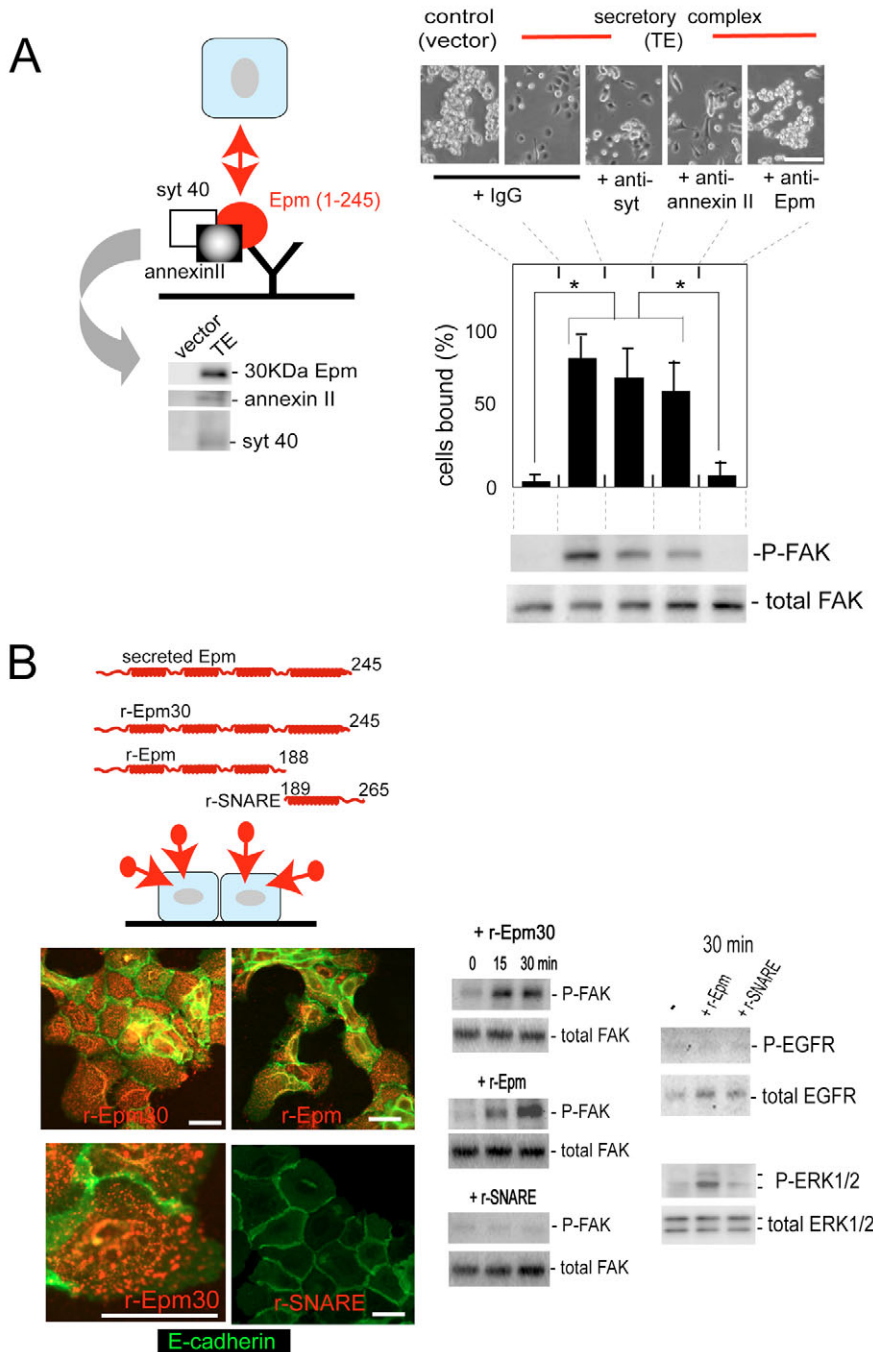 A
control
(vector)
secretory complex
(TE)
+ IgG
+ anti-
syt
+ anti-
annexin II
+ anti-
Epm
syt 40
Epm (1-245)
annexinII
vector
TE
- 30KDa Epm
- annexin II
- syt 40
* *
100
50
0
cells bound (%)
-P-FAK
- total FAK
B
secreted Epm
245
r-Epm30
245
r-Epm
188
r-SNARE
189
265
r-Epm30
r-Epm
r-Epm30
r-SNARE
E-cadherin
+ r-Epm30
0 15 30 min
- P-FAK
- total FAK
+ r-Epm
- P-FAK
- total FAK
+ r-SNARE
- P-FAK
- total FAK
30 min
-
+ r-Epm
+ r-SNARE
- P-EGFR
- total EGFR
P-ERK1/2
total ERK1/2